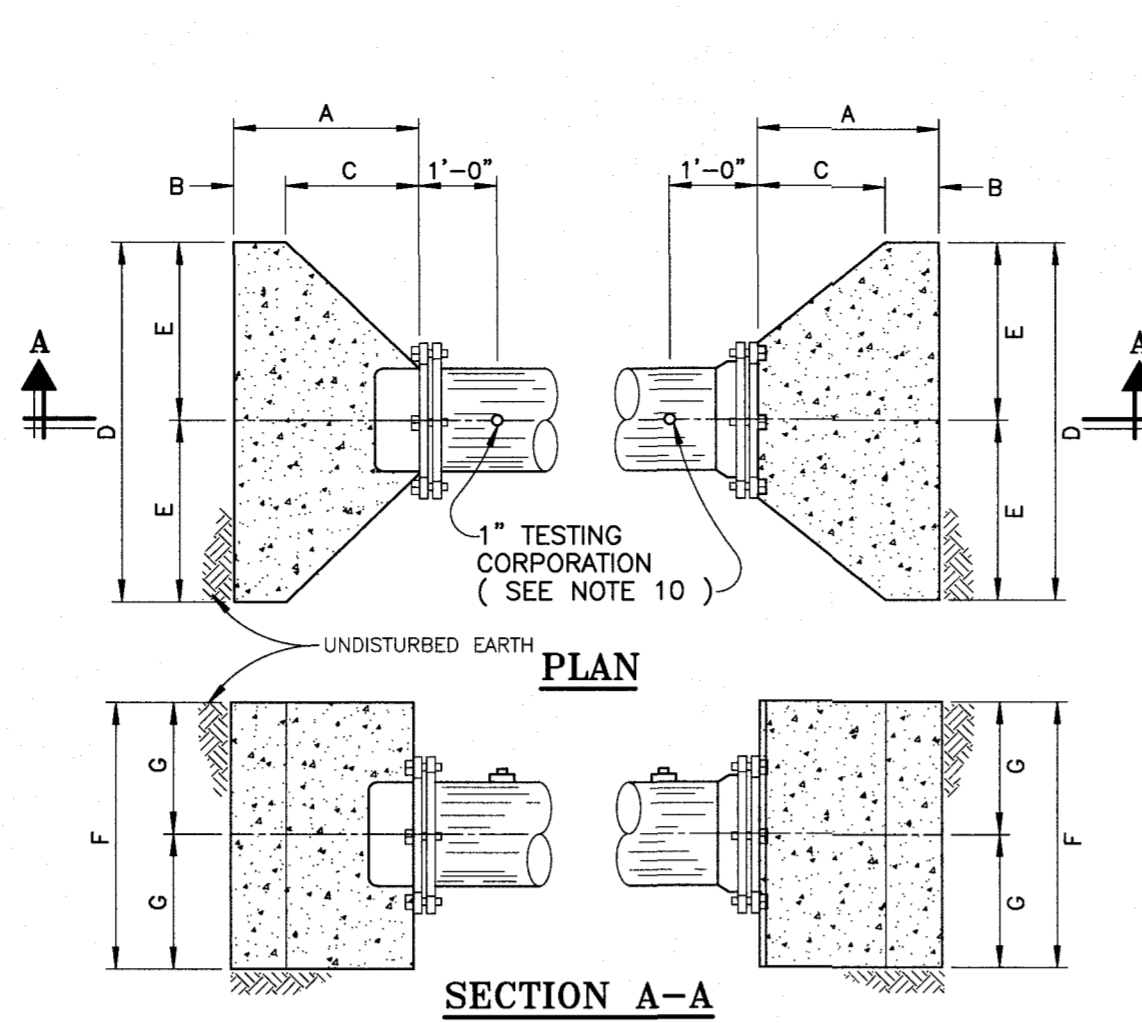 A A
1'-0" 1'-0"
B C C B
E E
A A
D D
E E
1" TESTING
CORPORATION
( SEE NOTE 10 )
UNDISTURBED EARTH
PLAN
G G
F F
G G
SECTION A-A